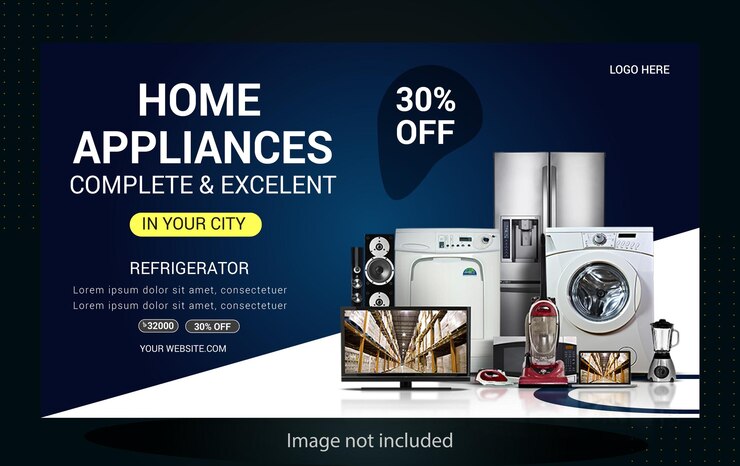 LOGO HERE
HOME
APPLIANCES
COMPLETE & EXCELENT
30%
OFF
IN YOUR CITY
REFRIGERATOR
Lorem ipsum dolor sit amet, consectetuer
Lorem ipsum dolor sit amet, consectetuer
৳32000
30% OFF
YOUR WEBSITE.COM
Image not included